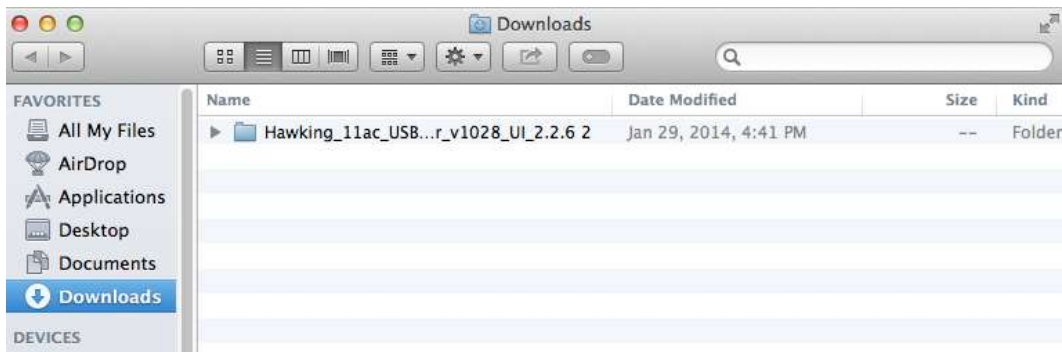 Downloads
FAVORITES
All My Files
AirDrop
Applications
Desktop
Documents
Downloads
DEVICES
Name Date Modified Size Kind
Hawking_11ac_USB...r_v1028_UI_2.2.6 2 Jan 29, 2014, 4:41 PM -- Folder